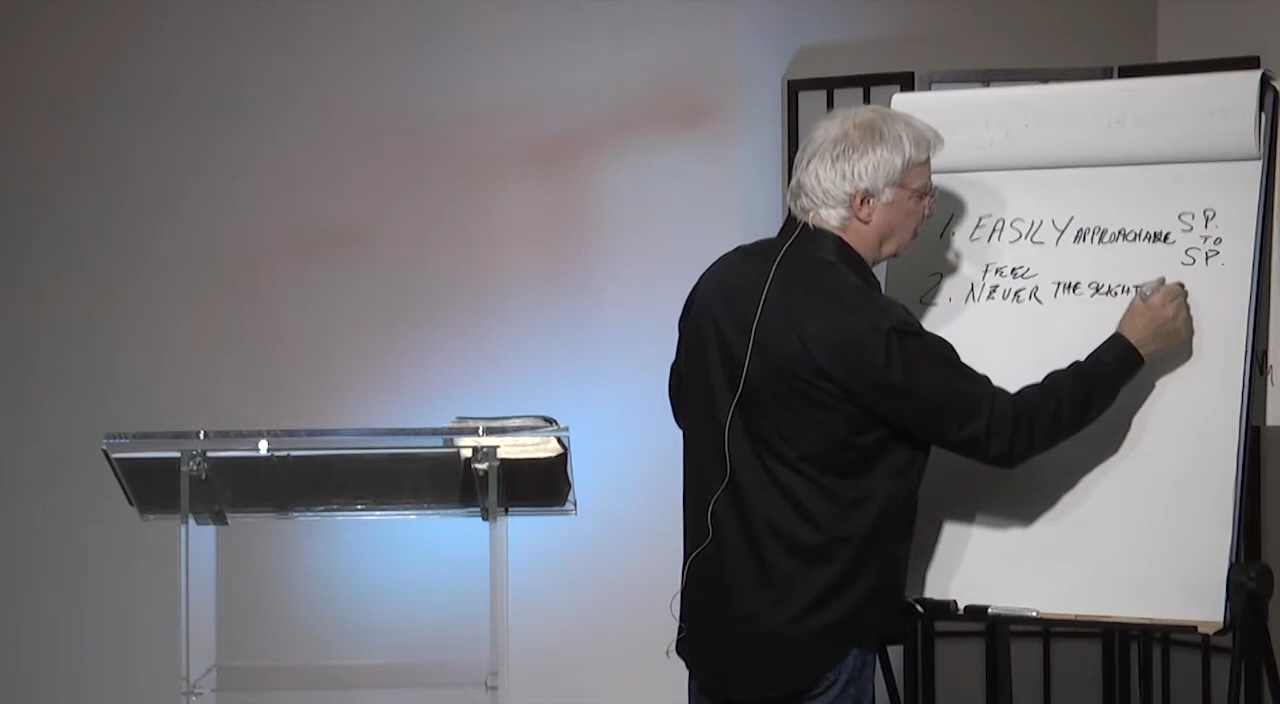 1. EASILY APPROACHABLE SP. TO SP.
FEEL
2. NEVER THE SLIGHT